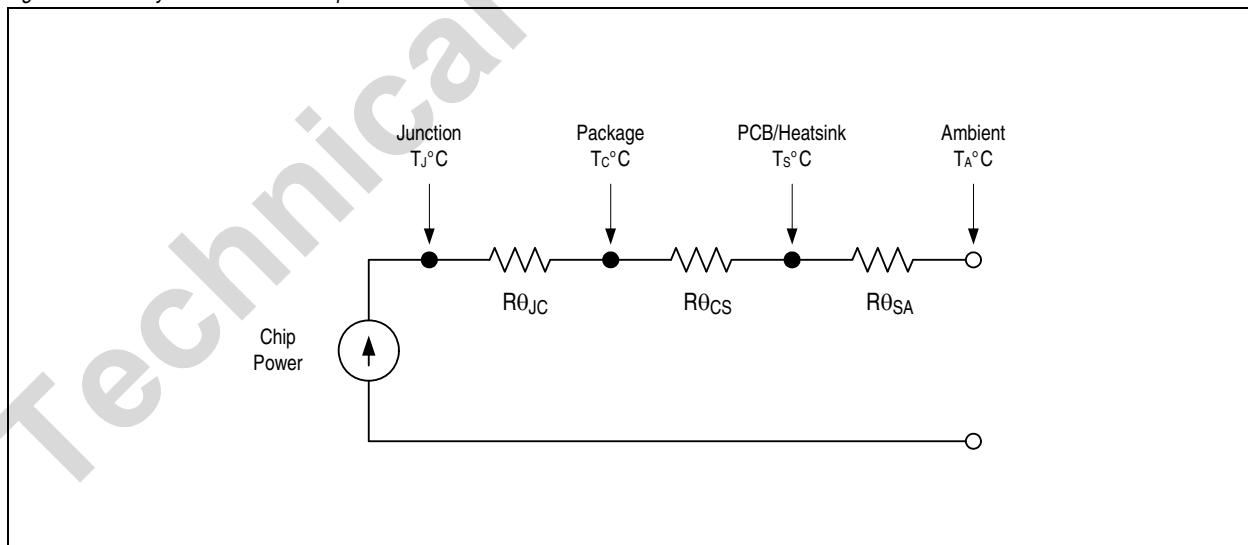 Junction
TJ°C
Package
TC°C
PCB/Heatsink
TS°C
Ambient
TA°C
RθJC
RθCS
RθSA
Chip
Power
Technical